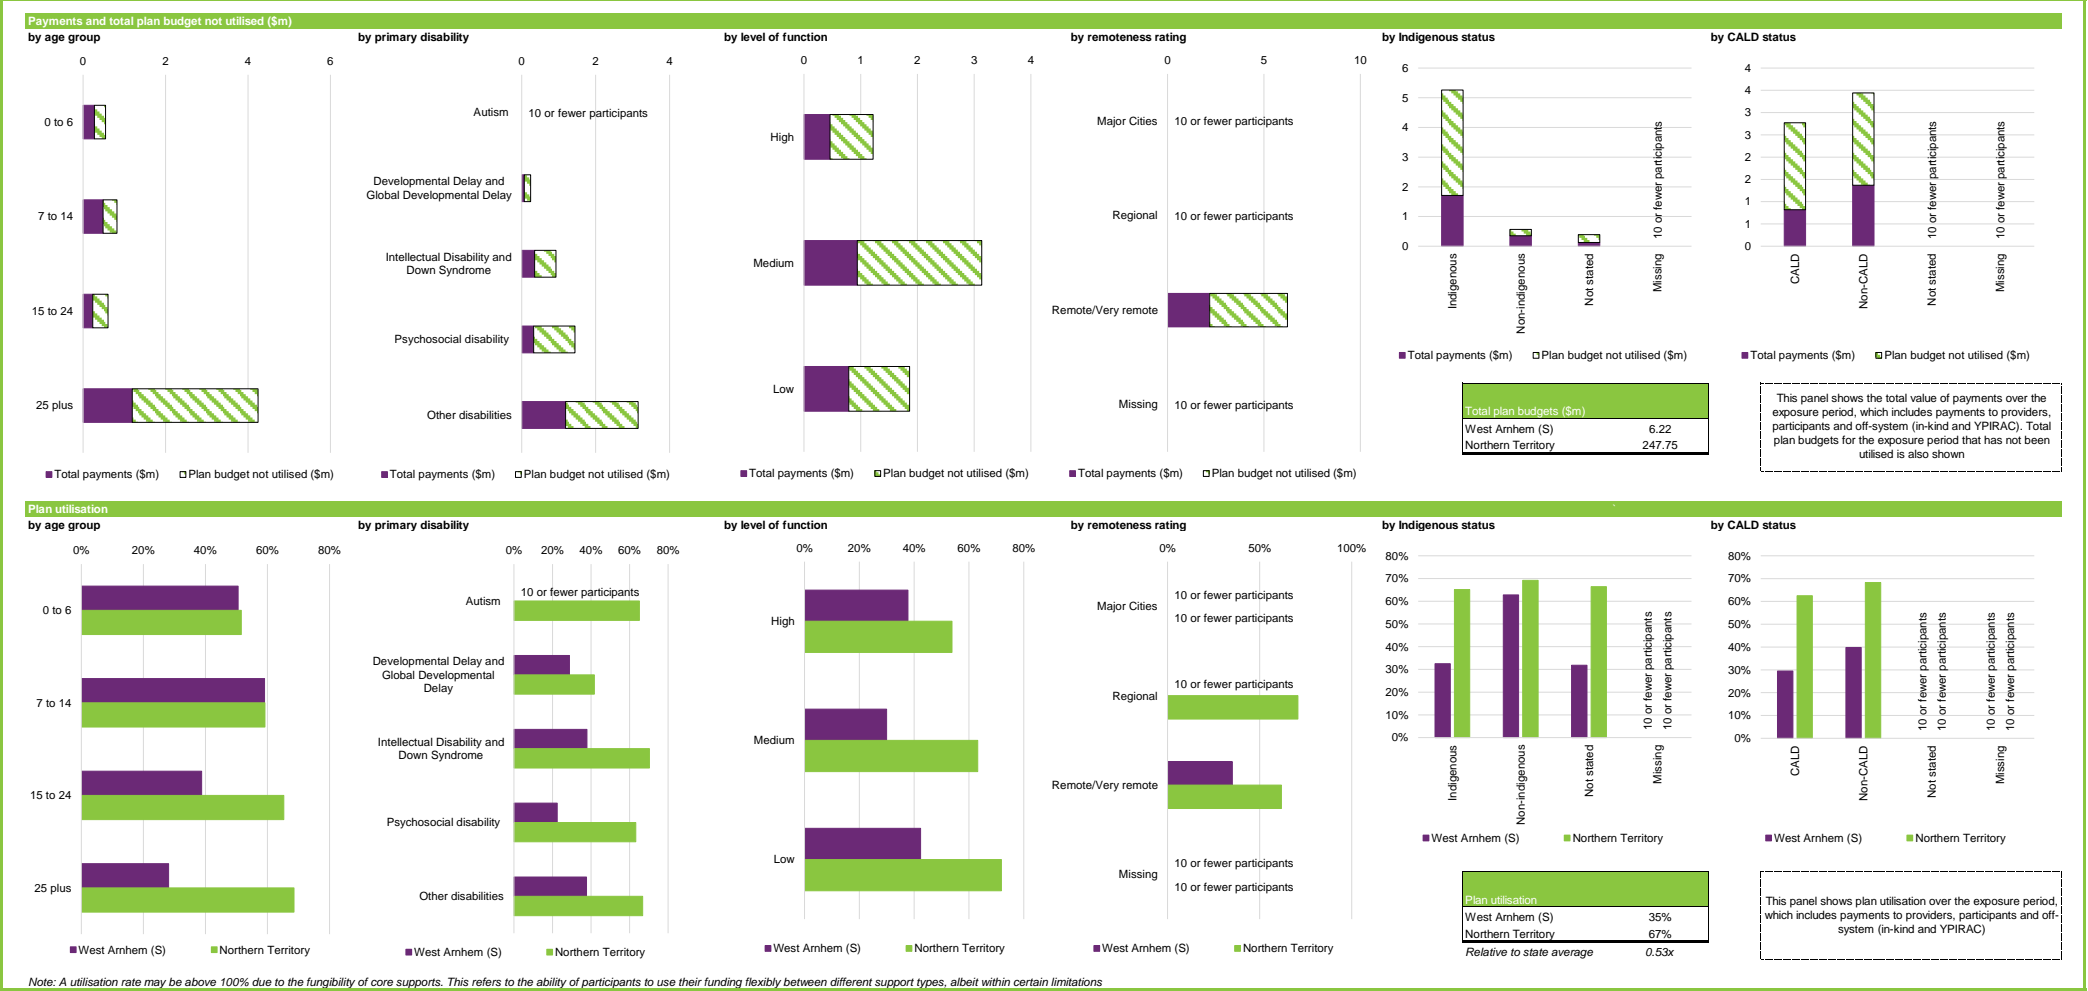 Payments and total plan budget not utilised ($m)
by age group
0 2 4 6
0 to 6
7 to 14
15 to 24
25 plus
Total payments ($m) Plan budget not utilised ($m)
by primary disability
0 2 4
Autism 10 or fewer participants
Developmental Delay and
Global Developmental Delay
Intellectual Disability and
Down Syndrome
Psychosocial disability
Other disabilities
Total payments ($m) Plan budget not utilised ($m)
by level of function
0 1 2 3 4
High
Medium
Low
Total payments ($m) Plan budget not utilised ($m)
by remoteness rating
0 5 10
Major Cities 10 or fewer participants
Regional 10 or fewer participants
Remote/Very remote
Missing 10 or fewer participants
Total payments ($m) Plan budget not utilised ($m)
by Indigenous status
6
5
4
3
2
1
0
10 or fewer participants
Indigenous
Non-indigenous
Not stated
Missing
Total payments ($m) Plan budget not utilised ($m)
Total plan budgets ($m)
West Arnhem (S) 6.22
Northern Territory 247.75
by CALD status
4
4
3
3
2
2
1
1
0
10 or fewer participants
10 or fewer participants
CALD
Non-CALD
Not stated
Missing
Total payments ($m) Plan budget not utilised ($m)
This panel shows the total value of payments over the
exposure period, which includes payments to providers,
participants and off-system (in-kind and YPIRAC). Total
plan budgets for the exposure period that has not been
utilised is also shown
Plan utilisation
by age group
0% 20% 40% 60% 80%
0 to 6
7 to 14
15 to 24
25 plus
West Arnhem (S) Northern Territory
by primary disability
0% 20% 40% 60% 80%
Autism 10 or fewer participants
Developmental Delay and
Global Developmental
Delay
Intellectual Disability and
Down Syndrome
Psychosocial disability
Other disabilities
West Arnhem (S) Northern Territory
by level of function
0% 20% 40% 60% 80%
High
Medium
Low
West Arnhem (S) Northern Territory
by remoteness rating
0% 50% 100%
Major Cities 10 or fewer participants
10 or fewer participants
Regional 10 or fewer participants
Remote/Very remote
Missing 10 or fewer participants
10 or fewer participants
West Arnhem (S) Northern Territory
by Indigenous status
80%
70%
60%
50%
40%
30%
20%
10%
0%
10 or fewer participants
10 or fewer participants
Indigenous
Non-indigenous
Not stated
Missing
West Arnhem (S) Northern Territory
Plan utilisation
West Arnhem (S) 35%
Northern Territory 67%
Relative to state average 0.53x
by CALD status
80%
70%
60%
50%
40%
30%
20%
10%
0%
10 or fewer participants
10 or fewer participants
10 or fewer participants
10 or fewer participants
CALD
Non-CALD
Not stated
Missing
West Arnhem (S) Northern Territory
This panel shows plan utilisation over the exposure period,
which includes payments to providers, participants and off-
system (in-kind and YPIRAC)
Note: A utilisation rate may be above 100% due to the fungibility of core supports. This refers to the ability of participants to use their funding flexibly between different support types, albeit within certain limitations